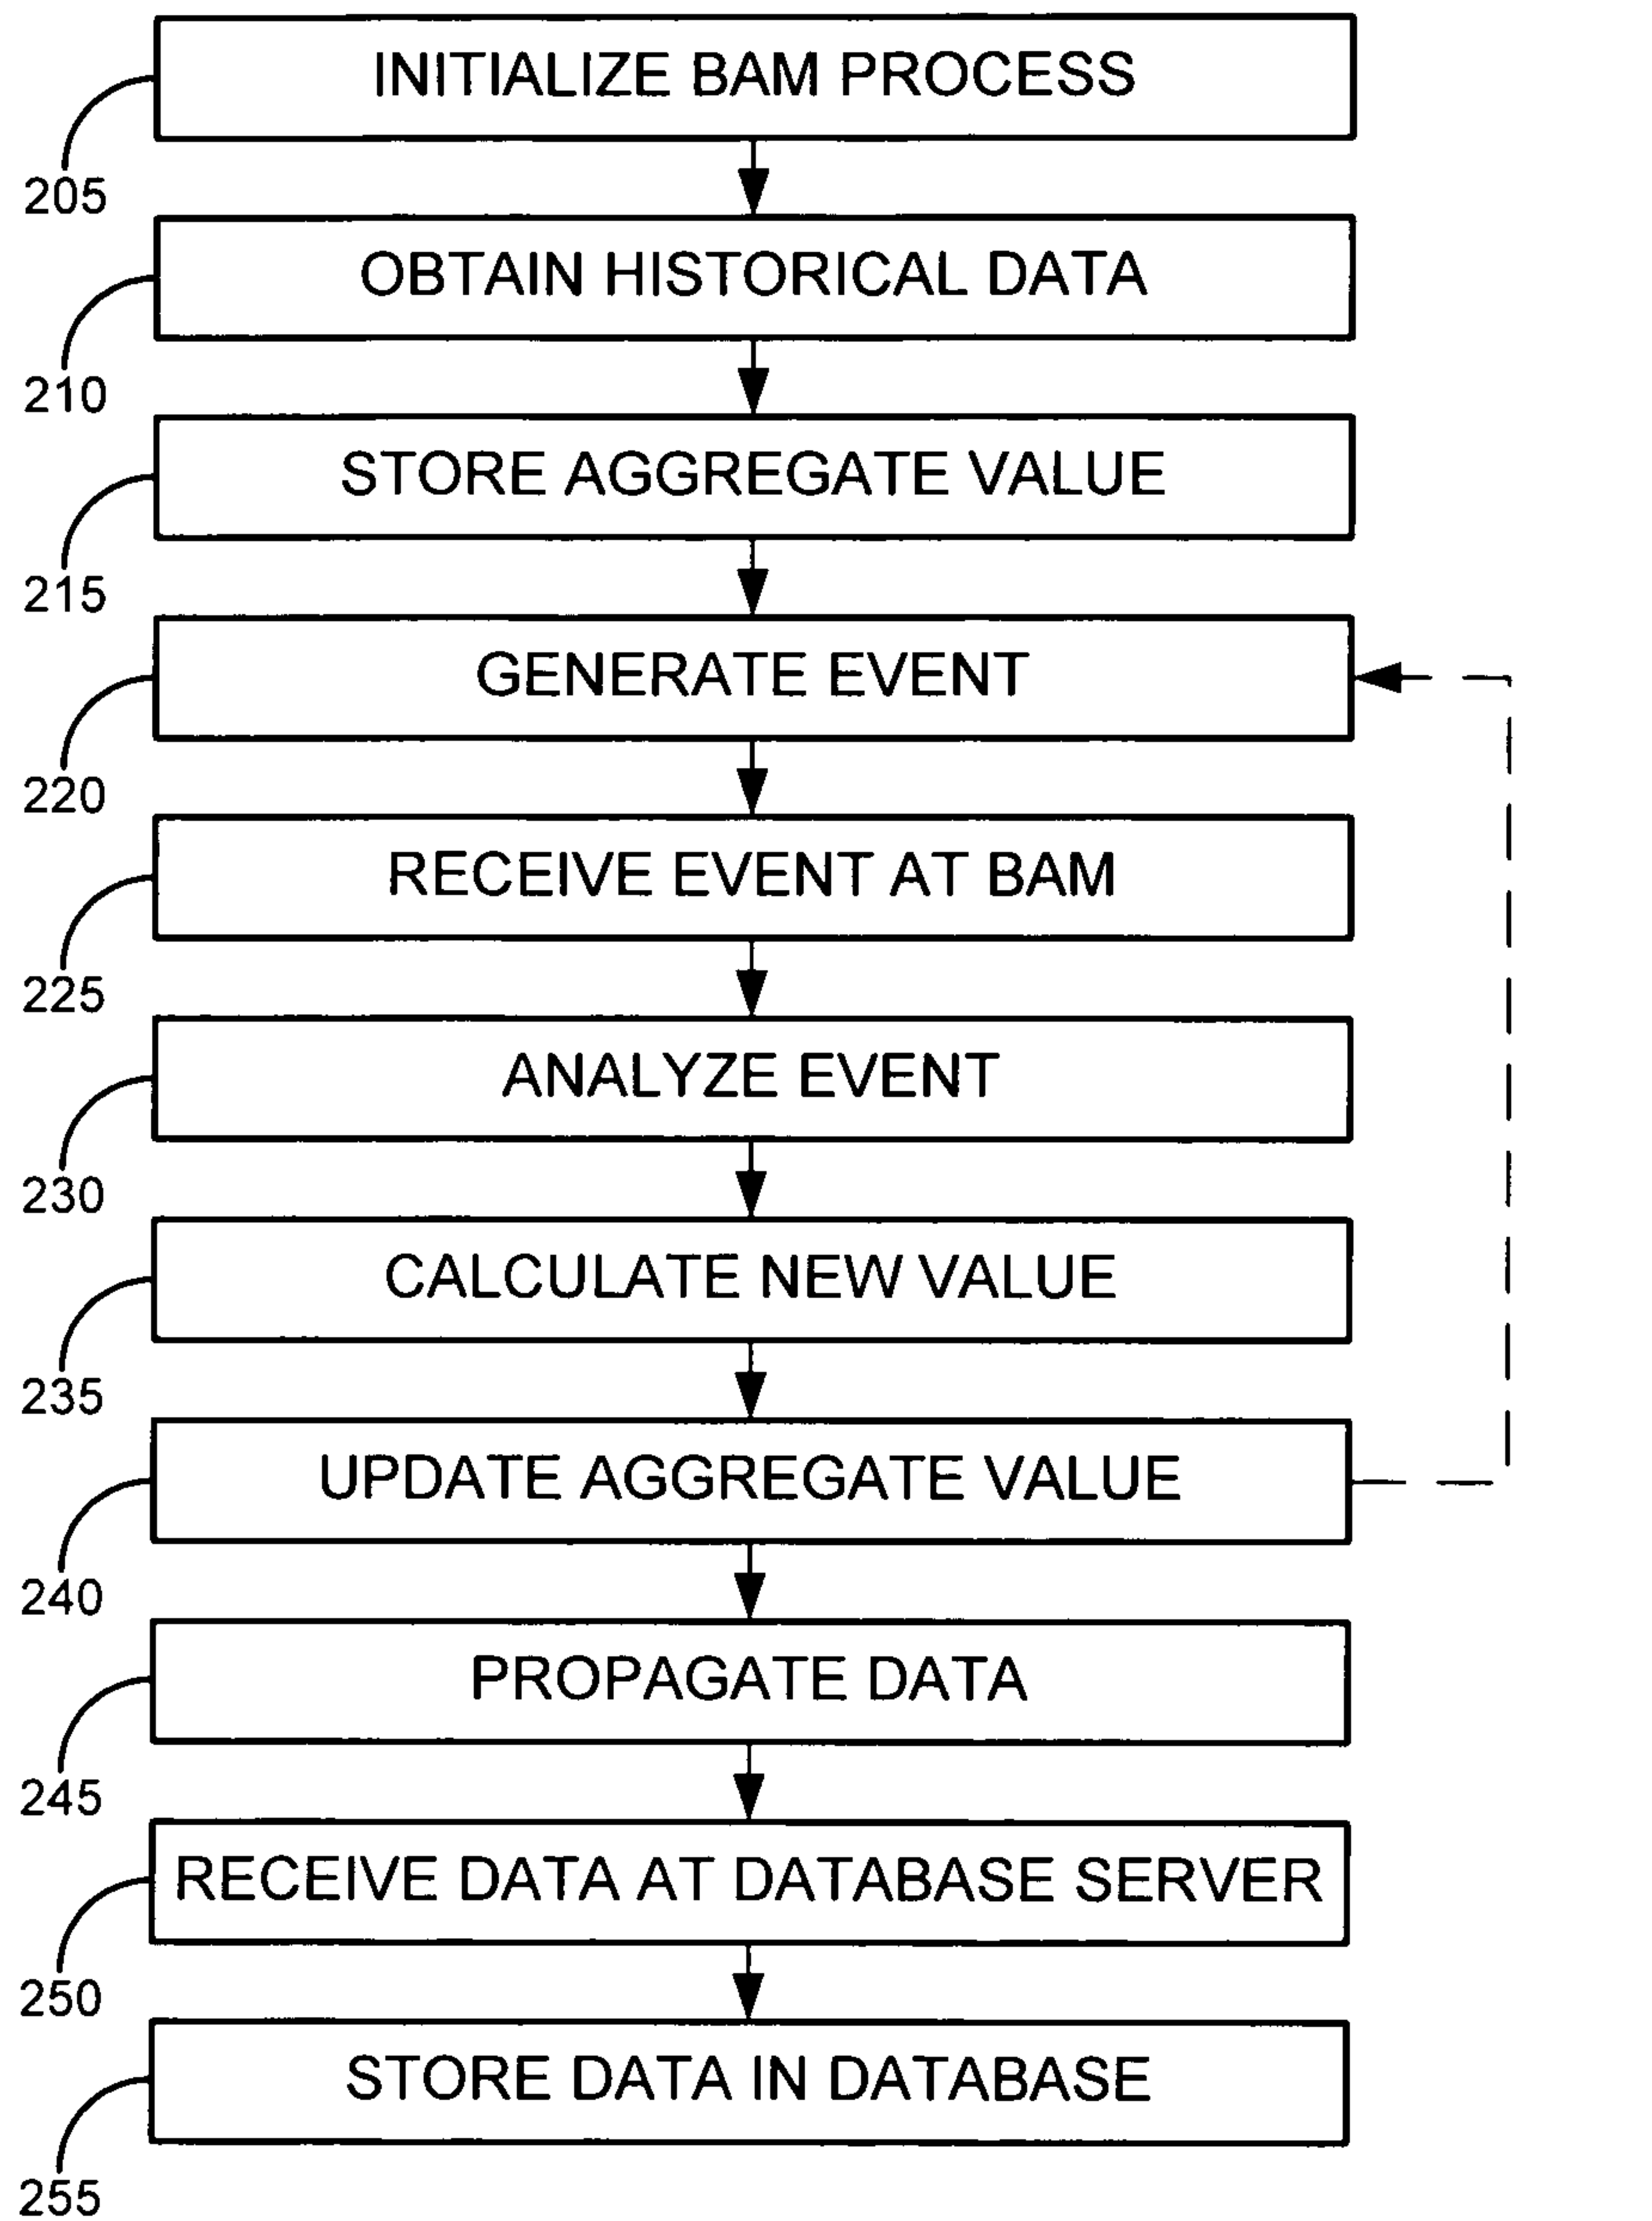 INITIALIZE BAM PROCESS
205
OBTAIN HISTORICAL DATA
210
STORE AGGREGATE VALUE
215
GENERATE EVENT
220
RECEIVE EVENT AT BAM
225
ANALYZE EVENT
230
CALCULATE NEW VALUE
235
UPDATE AGGREGATE VALUE
240
PROPAGATE DATA
245
RECEIVE DATA AT DATABASE SERVER
250
STORE DATA IN DATABASE
255